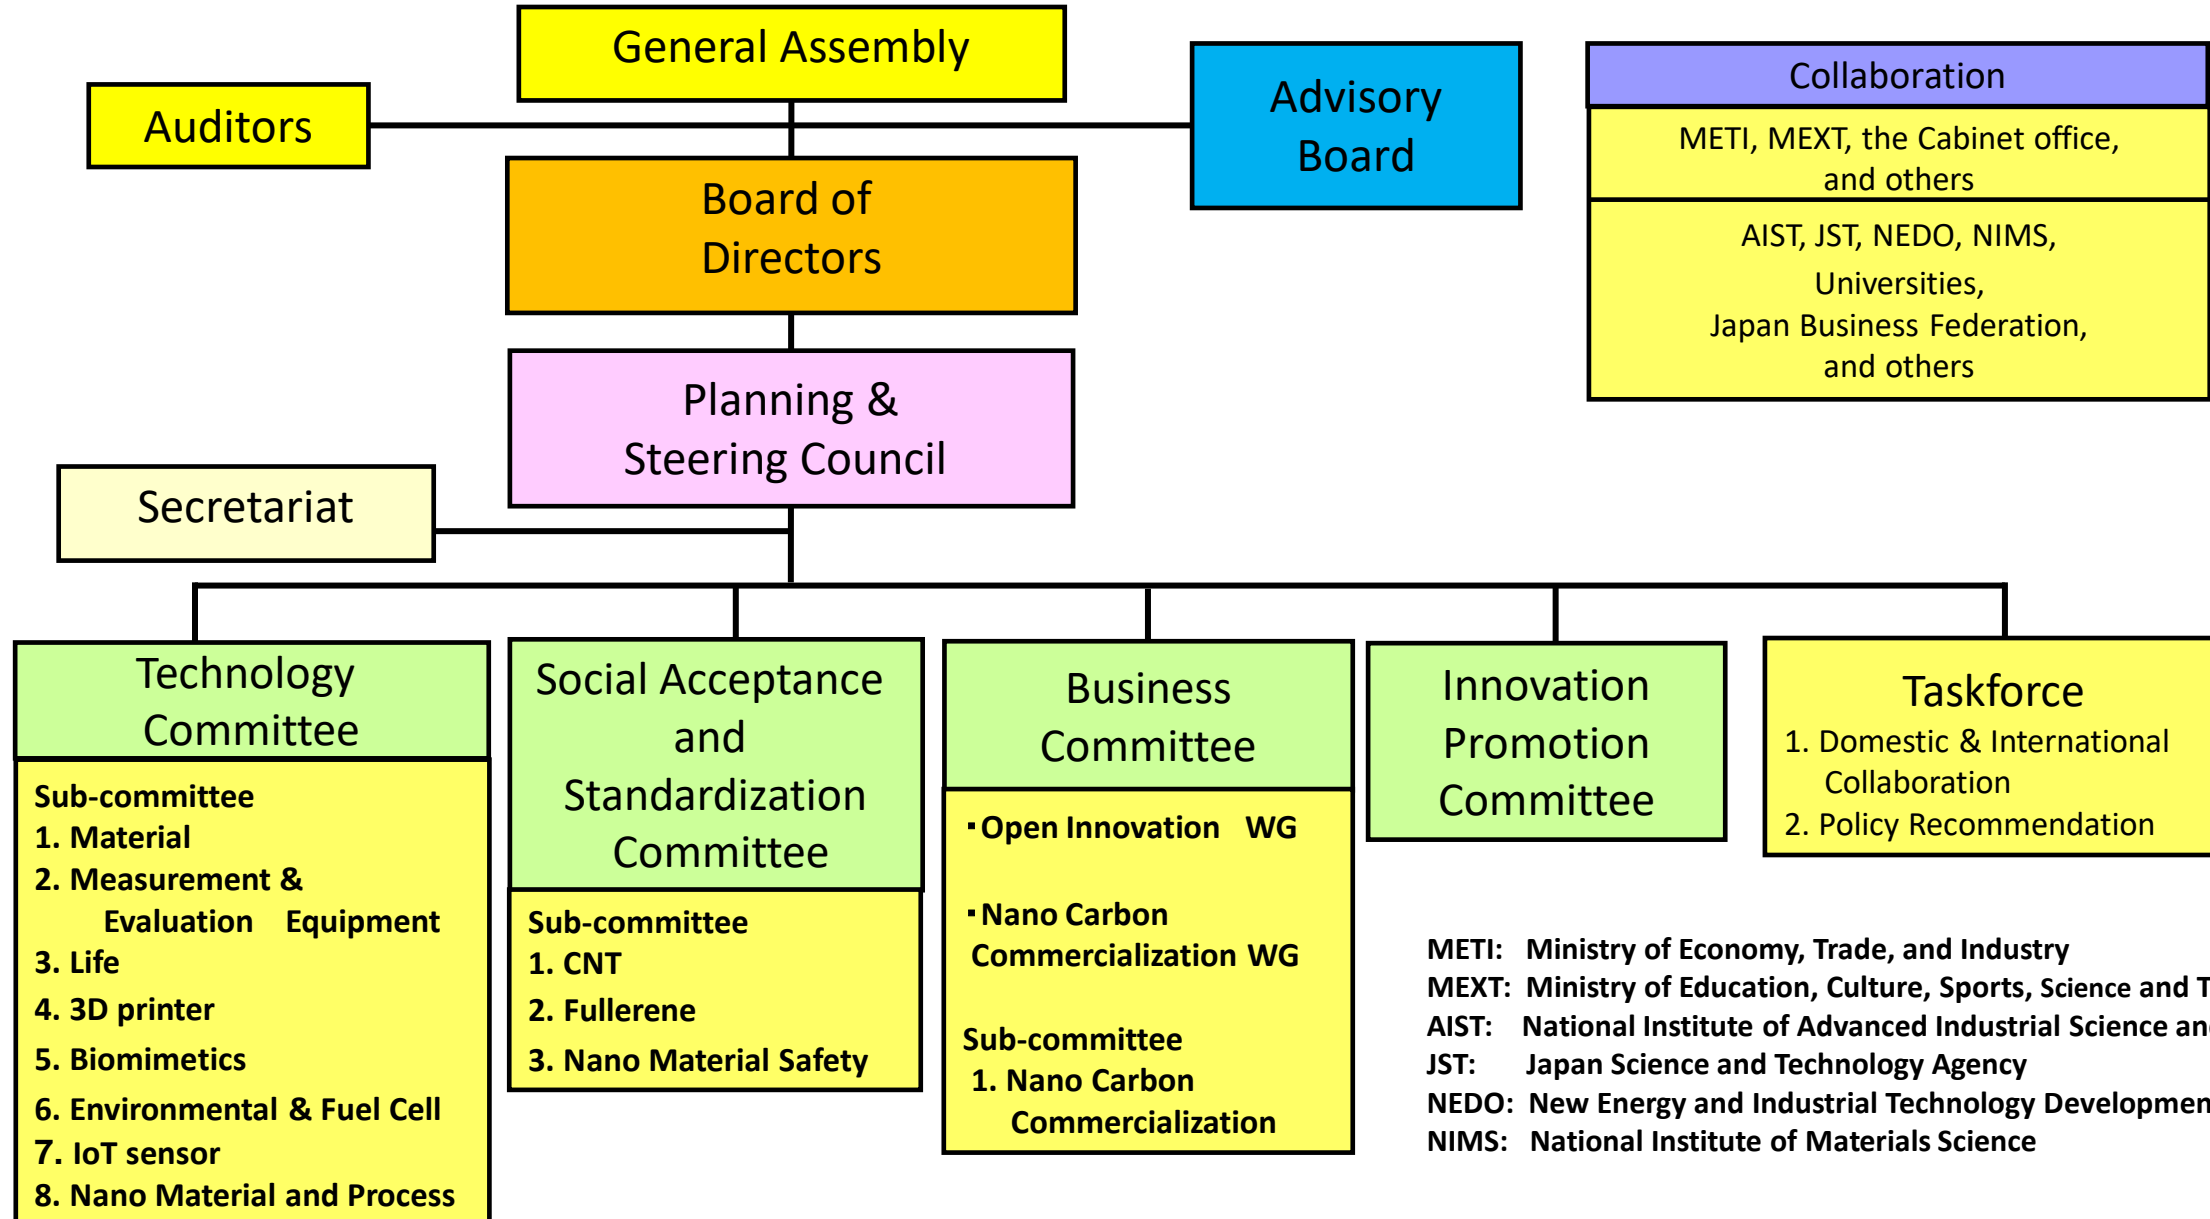 General Assembly
Auditors
Advisory
Board
Board of
Directors
Planning &
Steering Council
Secretariat
Collaboration
METI, MEXT, the Cabinet office,
and others
AIST, JST, NEDO, NIMS,
Universities,
Japan Business Federation,
and others
Technology
Committee
Sub-committee
1. Material
2. Measurement &
Evaluation Equipment
3. Life
4. 3D printer
5. Biomimetics
6. Environmental & Fuel Cell
7. IoT sensor
8. Nano Material and Process
Social Acceptance
and
Standardization
Committee
Sub-committee
1. CNT
2. Fullerene
3. Nano Material Safety
Business
Committee
・Open Innovation WG
・Nano Carbon
Commercialization WG
Sub-committee
1. Nano Carbon
Commercialization
Innovation
Promotion
Committee
Taskforce
1. Domestic & International
Collaboration
2. Policy Recommendation
METI: Ministry of Economy, Trade, and Industry
MEXT: Ministry of Education, Culture, Sports, Science and
AIST: National Institute of Advanced Industrial Science
JST: Japan Science and Technology Agency
NEDO: New Energy and Industrial Technology
NIMS: National Institute of Materials Science